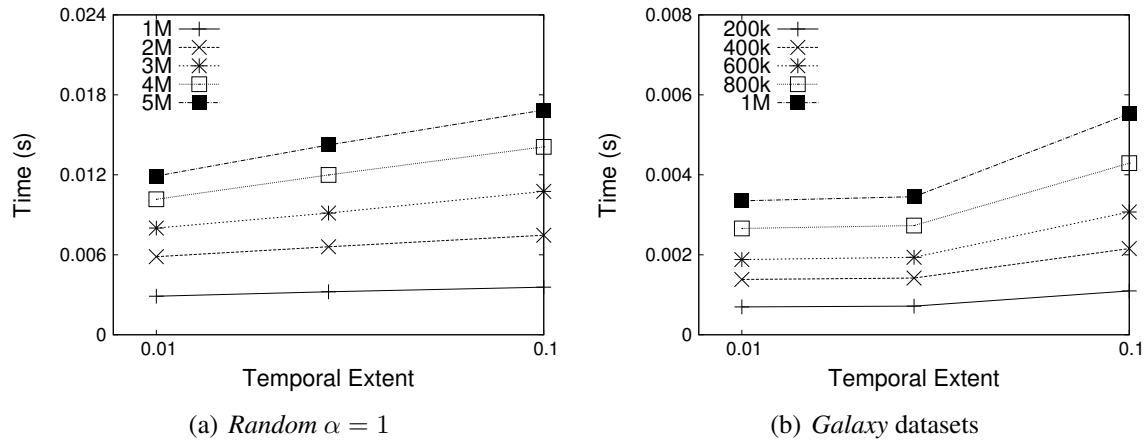 0.024
0.018
0.012
0.006
0
Time (s)
1M
2M
3M
4M
5M
0.01
0.1
Temporal Extent
(a) Random α = 1
0.008
0.006
0.004
0.002
0
Time (s)
200k
400k
600k
800k
1M
0.01
0.1
Temporal Extent
(b) Galaxy datasets